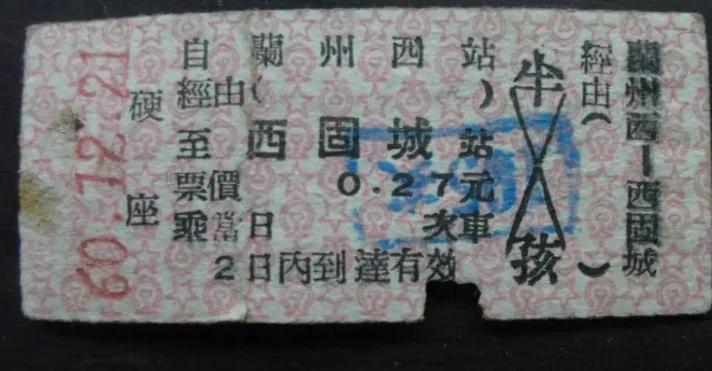 60.12.21
硬座
自蘭州西站
經由( )
至西固城站
票價0.27元
乘當日 次車
2日內到達有效
半
孩
經由( )
蘭州西—西固城